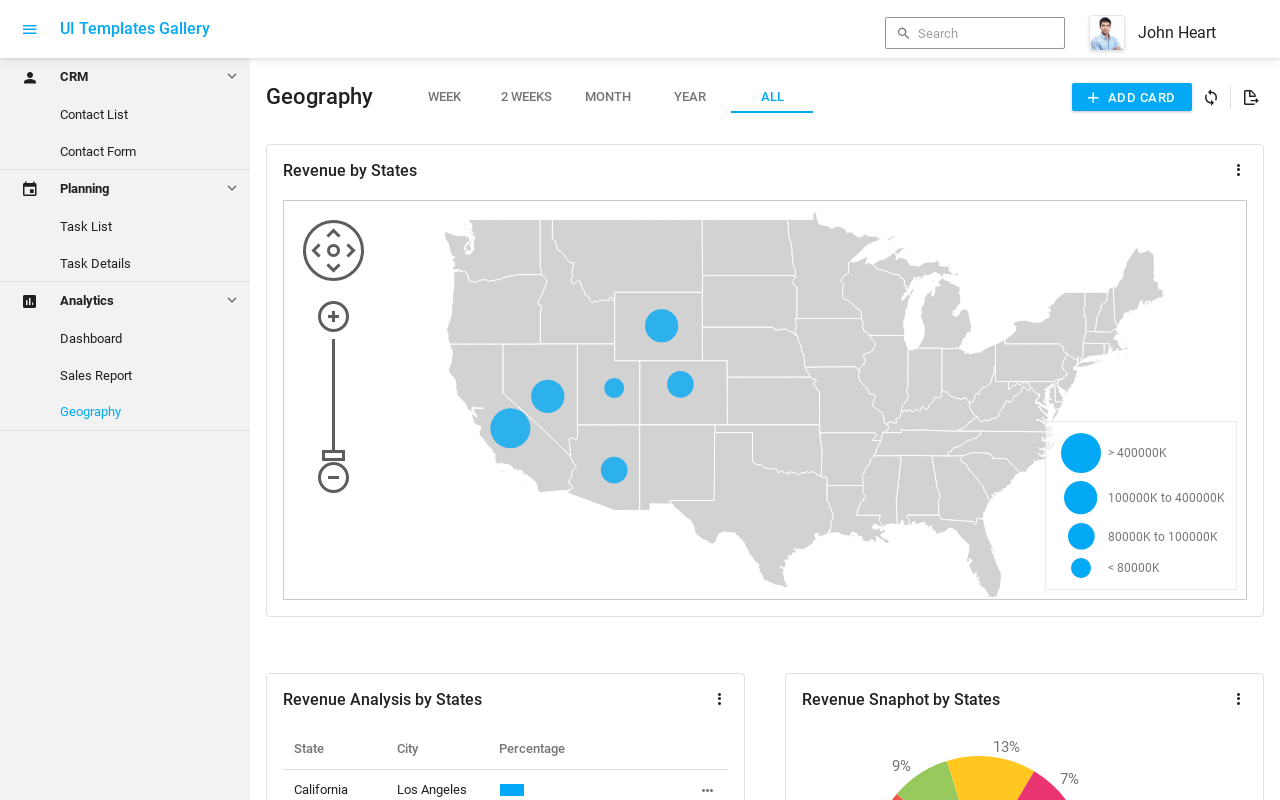 UI Templates Gallery
Search
John Heart
CRM
Contact List
Contact Form
Planning
Task List
Task Details
Analytics
Dashboard
Sales Report
Geography
Geography
WEEK
2 WEEKS
MONTH
YEAR
ALL
ADD CARD
Revenue by States
> 400000K
100000K to 400000K
80000K to 100000K
< 80000K
Revenue Analysis by States
State City Percentage
California Los Angeles
Revenue Snaphot by States
13%
9%
7%